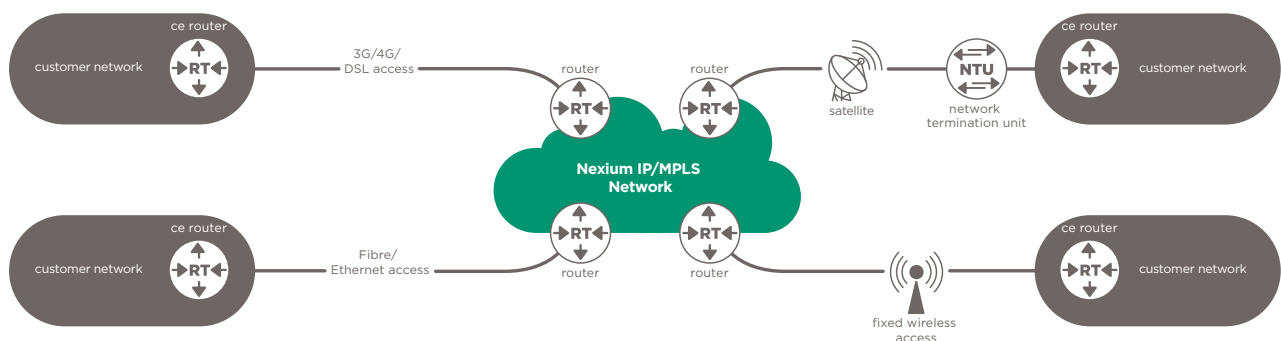 ce router
customer network
RT
3G/4G/
DSL access
router
RT
router
RT
satellite
NTU
network
termination unit
ce router
RT
customer network
Nexium IP/MPLS
Network
ce router
customer network
RT
Fibre/
Ethernet access
RT
router
RT
router
fixed wireless
access
ce router
RT
customer network